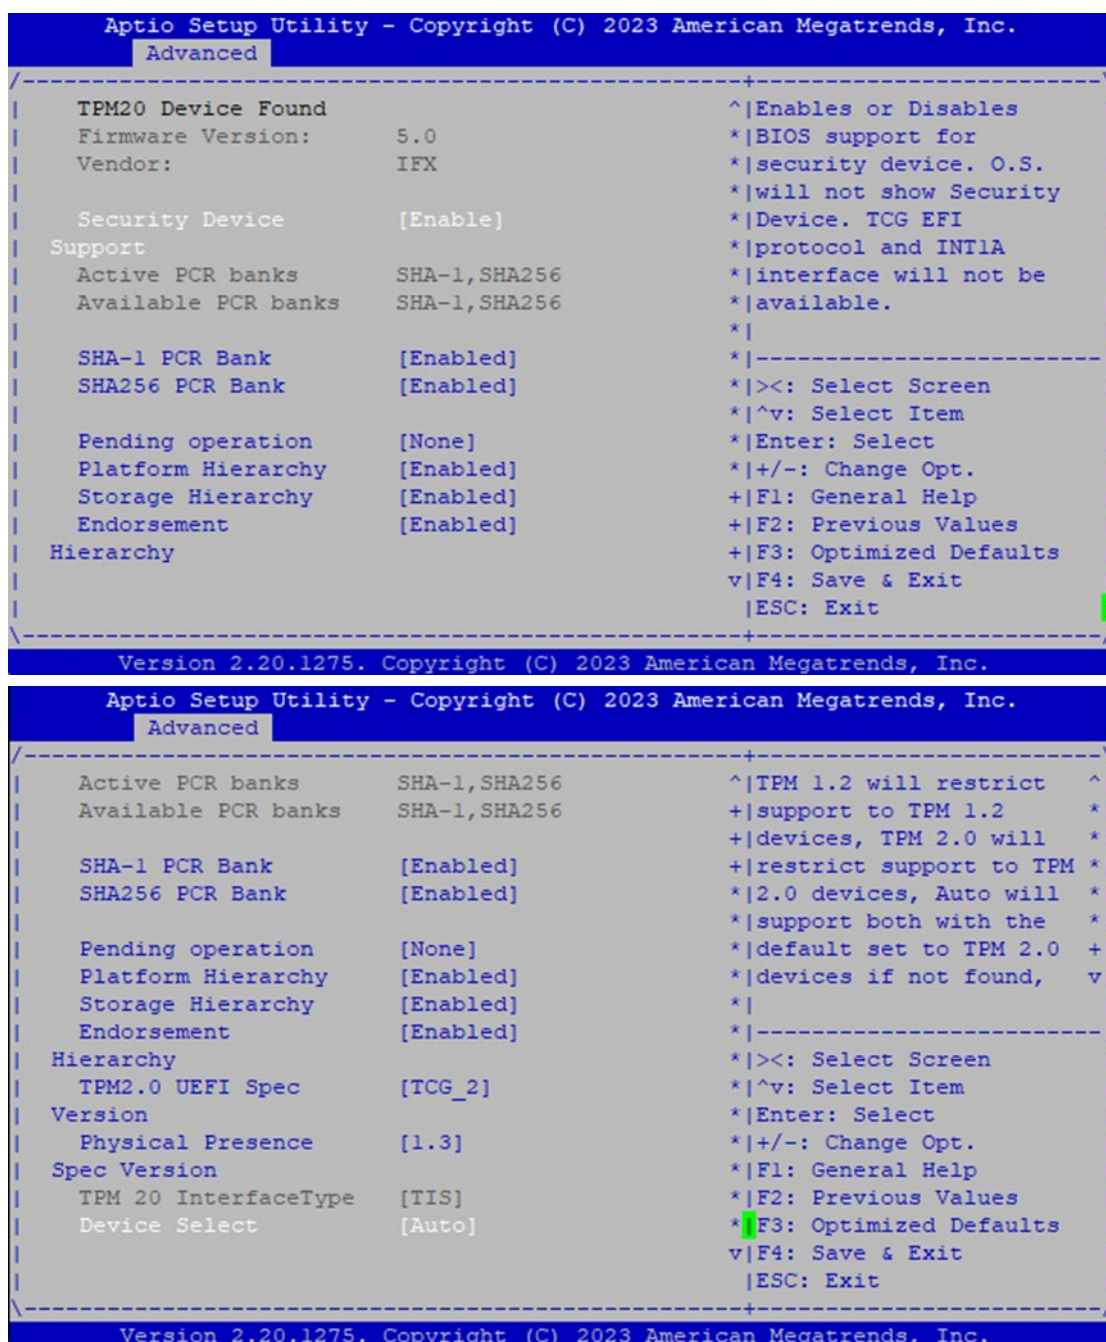 Aptio Setup Utility - Copyright (C) 2023 American Megatrends, Inc.
Advanced
/----------------------------------------------------+-------------------------\
| TPM20 Device Found ^|Enables or Disables
| Firmware Version: 5.0 *|BIOS support for
| Vendor: IFX *|security device. O.S.
| *|will not show Security
| Security Device [Enable] *|Device. TCG EFI
| Support *|protocol and INT1A
| Active PCR banks SHA-1,SHA256 *|interface will not be
| Available PCR banks SHA-1,SHA256 *|available.
| *|
| SHA-1 PCR Bank [Enabled] *|-------------------------
| SHA256 PCR Bank [Enabled] *|><: Select Screen
| *|^v: Select Item
| Pending operation [None] *|Enter: Select
| Platform Hierarchy [Enabled] *|+/-: Change Opt.
| Storage Hierarchy [Enabled] +|F1: General Help
| Endorsement [Enabled] +|F2: Previous Values
| Hierarchy +|F3: Optimized Defaults
| v|F4: Save & Exit
| |ESC: Exit
\----------------------------------------------------+-------------------------/
Version 2.20.1275. Copyright (C) 2023 American Megatrends, Inc.
Aptio Setup Utility - Copyright (C) 2023 American Megatrends, Inc.
Advanced
/----------------------------------------------------+-------------------------\
| Active PCR banks SHA-1,SHA256 ^|TPM 1.2 will restrict ^
| Available PCR banks SHA-1,SHA256 +|support to TPM 1.2 *
| +|devices, TPM 2.0 will *
| SHA-1 PCR Bank [Enabled] +|restrict support to TPM *
| SHA256 PCR Bank [Enabled] *|2.0 devices, Auto will *
| *|support both with the *
| Pending operation [None] *|default set to TPM 2.0 +
| Platform Hierarchy [Enabled] *|devices if not found, v
| Storage Hierarchy [Enabled] *|
| Endorsement [Enabled] *|-------------------------
| Hierarchy *|><: Select Screen
| TPM2.0 UEFI Spec [TCG_2] *|^v: Select Item
| Version *|Enter: Select
| Physical Presence [1.3] *|+/-: Change Opt.
| Spec Version *|F1: General Help
| TPM 20 InterfaceType [TIS] *|F2: Previous Values
| Device Select [Auto] *|F3: Optimized Defaults
| v|F4: Save & Exit
| |ESC: Exit
\----------------------------------------------------+-------------------------/
Version 2.20.1275. Copyright (C) 2023 American Megatrends, Inc.